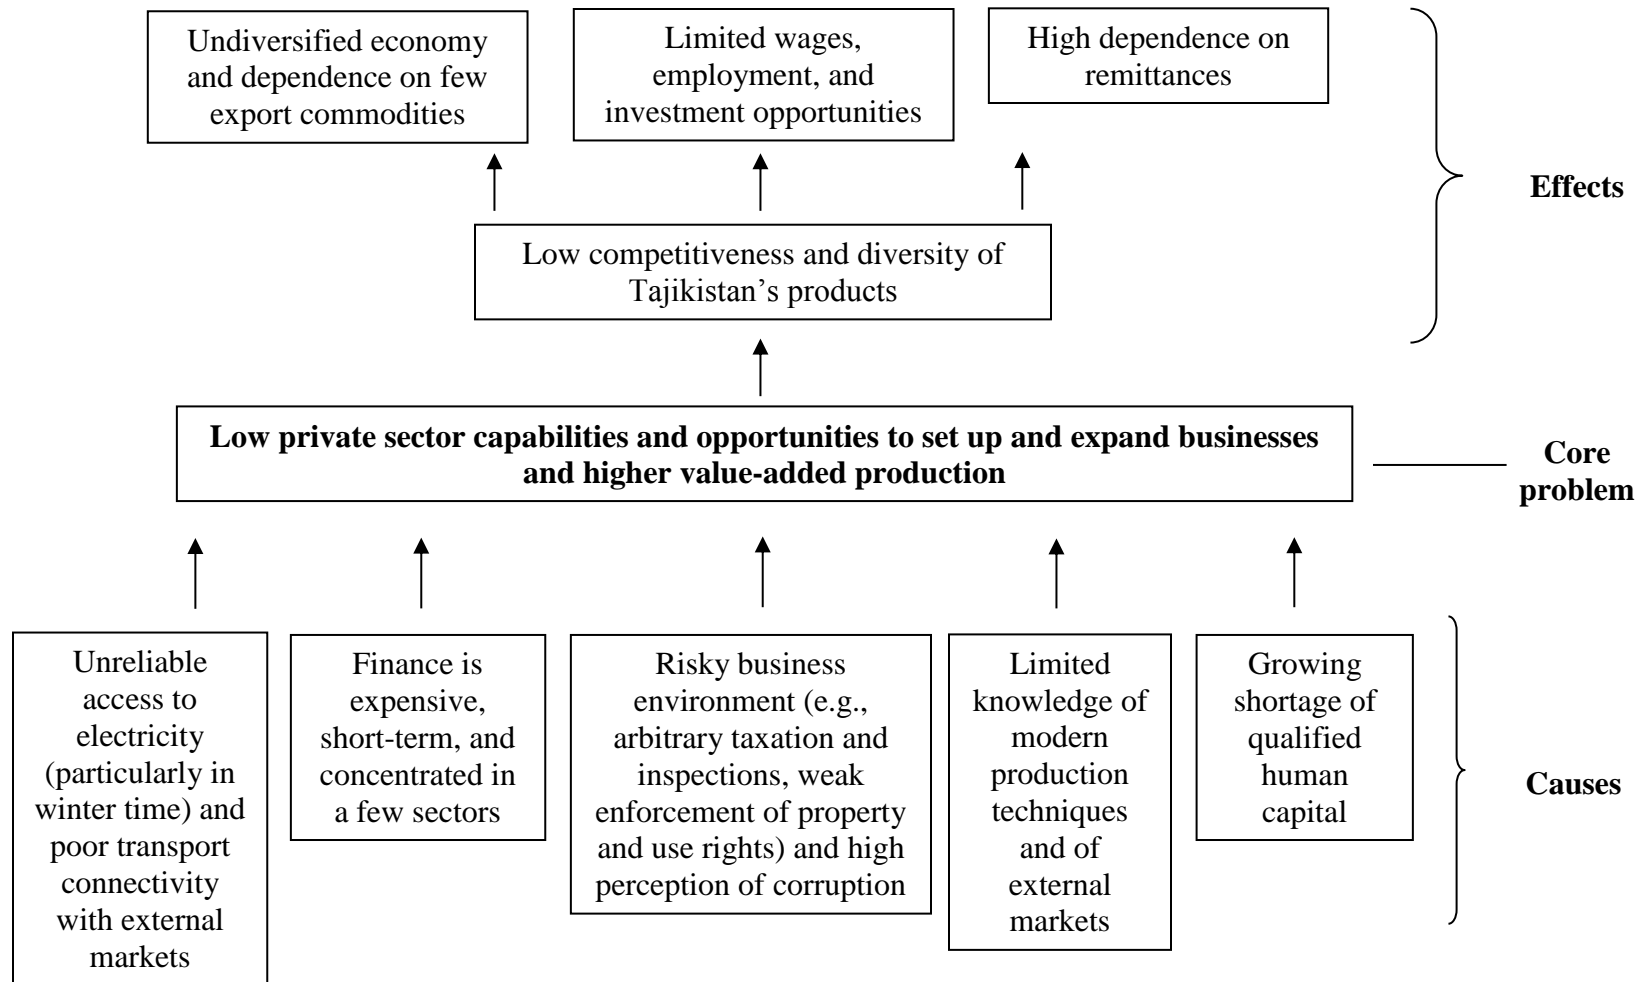 Undiversified economy
and dependence on few
export commodities
Limited wages,
employment, and
investment opportunities
High dependence on
remittances
Effects
Low competitiveness and diversity of
Tajikistan’s products
Low private sector capabilities and opportunities to set up and expand businesses
and higher value-added production
Core
problem
Unreliable
access to
electricity
(particularly in
winter time) and
poor transport
connectivity
with external
markets
Finance is
expensive,
short-term, and
concentrated in
a few sectors
Risky business
environment (e.g.,
arbitrary taxation and
inspections, weak
enforcement of property
and use rights) and high
perception of corruption
Limited
knowledge of
modern
production
techniques
and of
external
markets
Growing
shortage of
qualified
human
capital
Causes